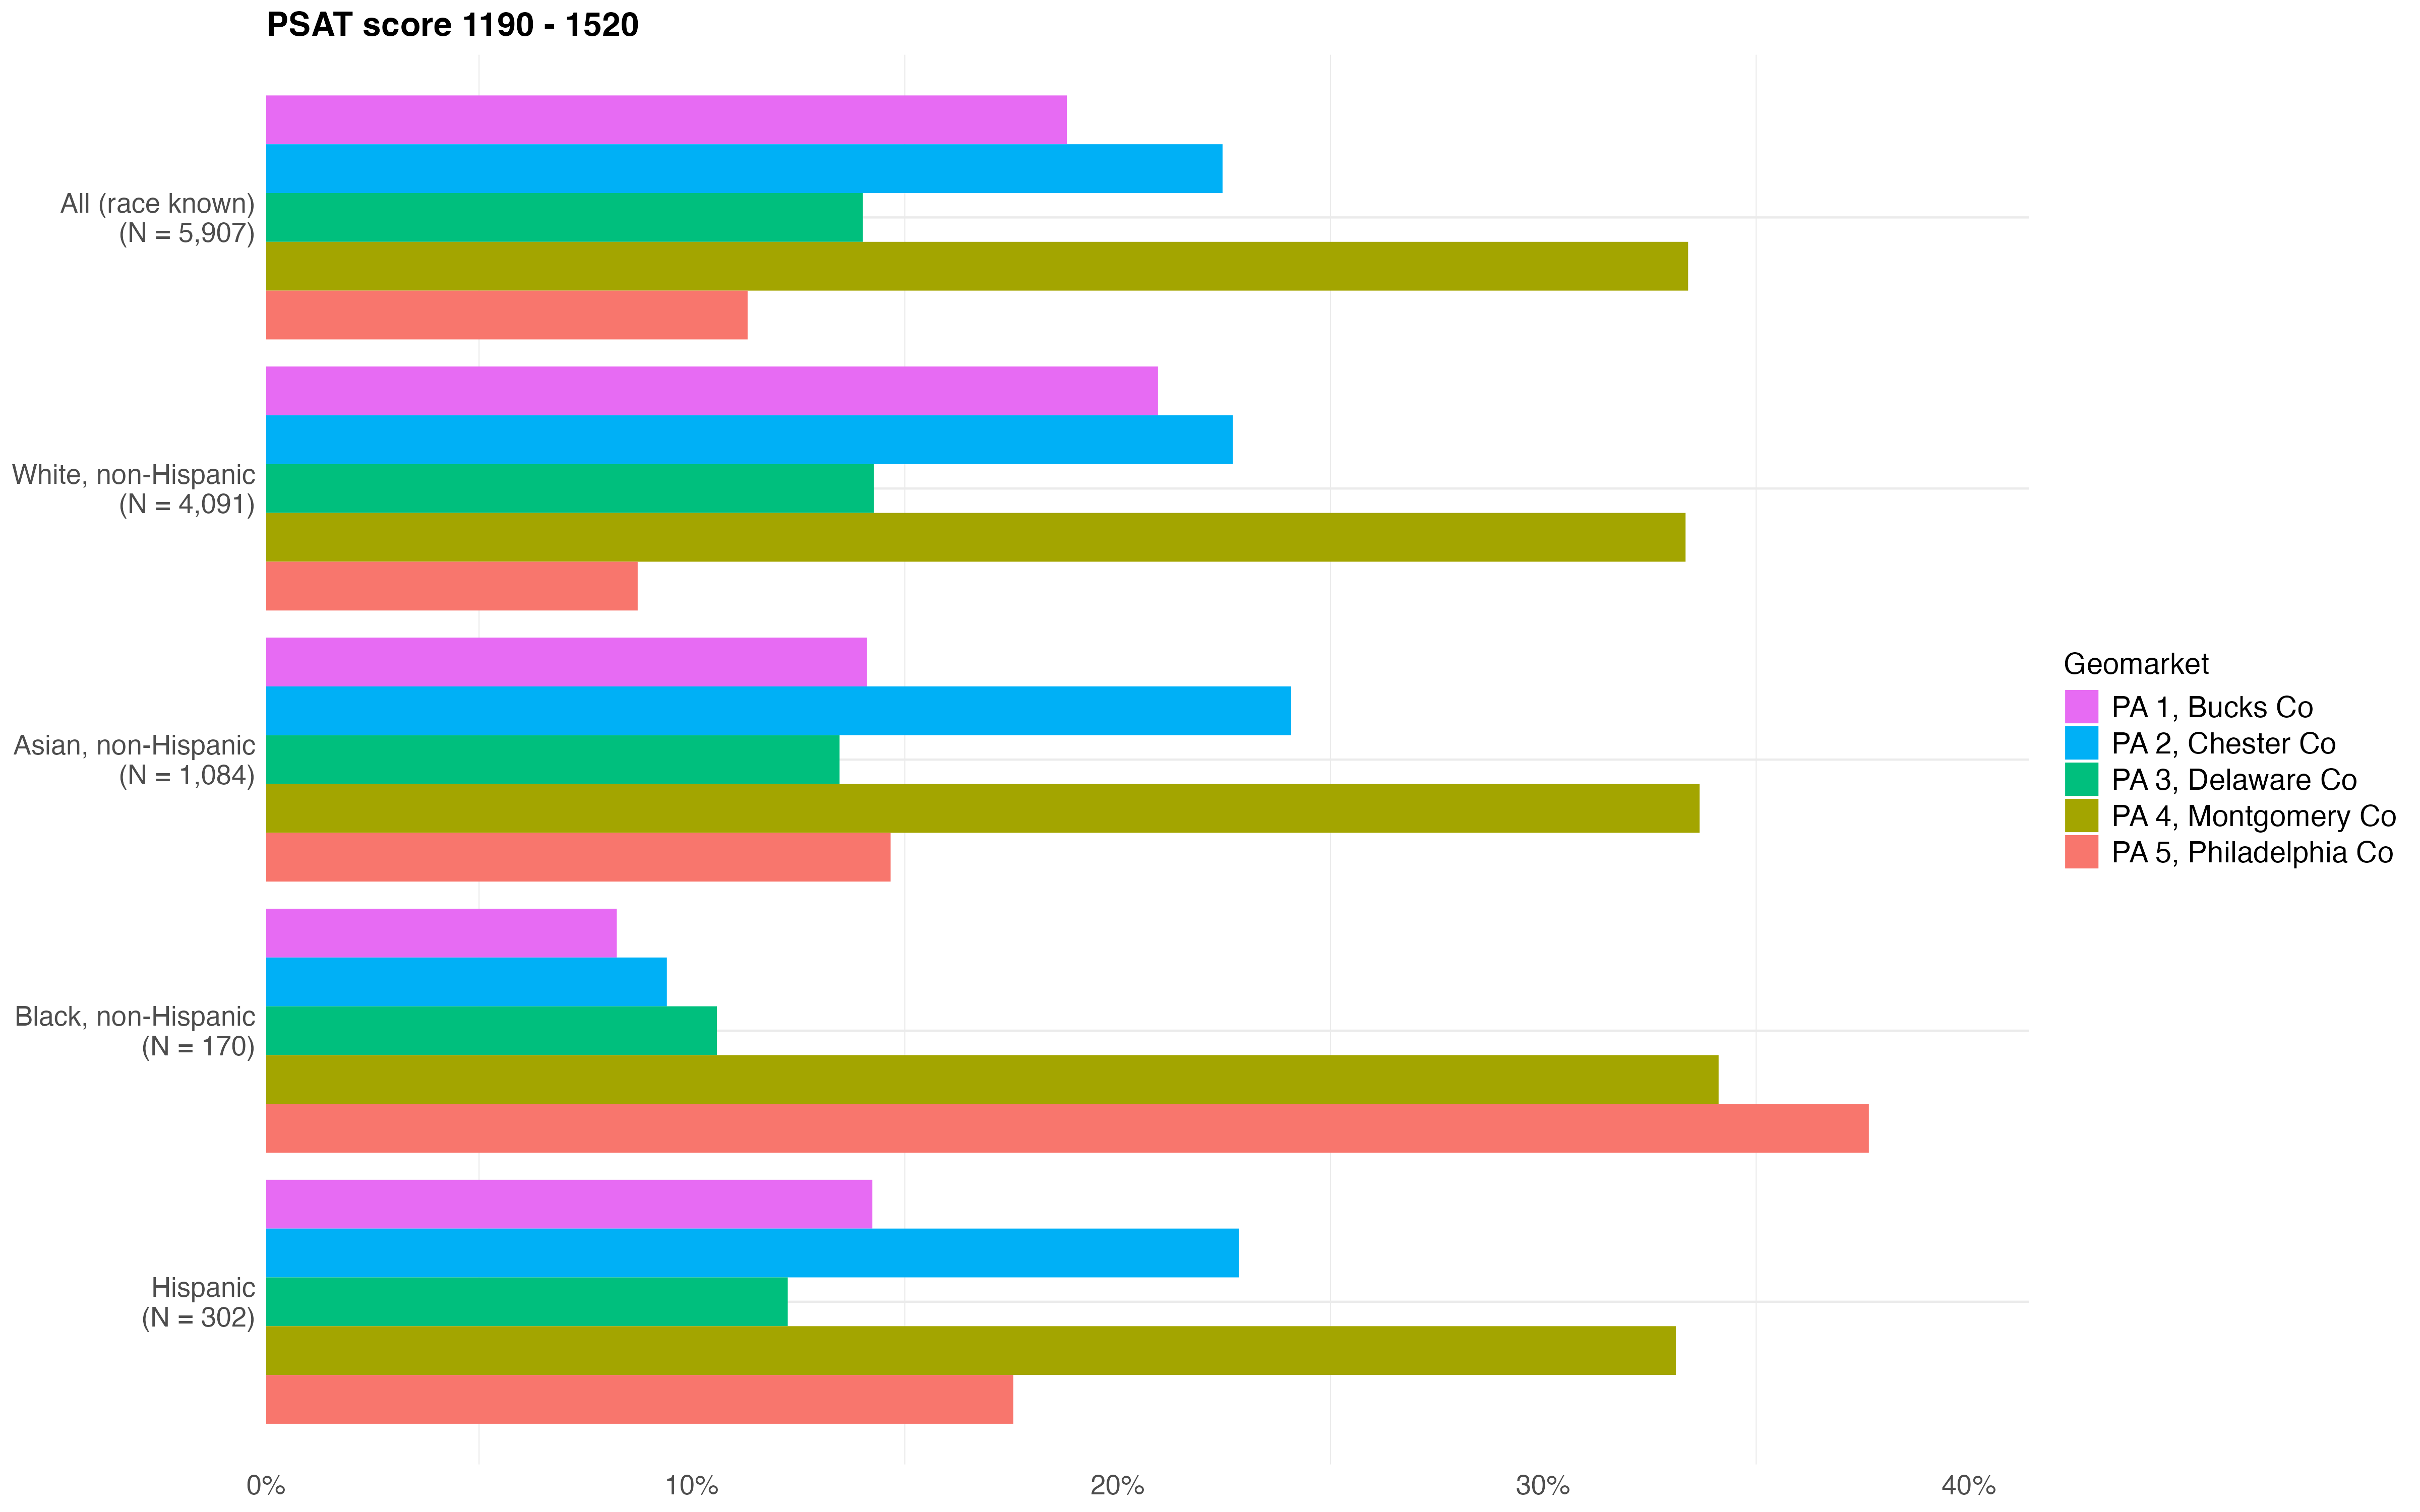 PSAT score 1190 - 1520
All (race known)
(N = 5,907)
White, non-Hispanic
(N = 4,091)
Asian, non-Hispanic
(N = 1,084)
Black, non-Hispanic
(N = 170)
Hispanic
(N = 302)
0% 10% 20% 30% 40%
Geomarket
PA 1, Bucks Co
PA 2, Chester Co
PA 3, Delaware Co
PA 4, Montgomery Co
PA 5, Philadelphia Co